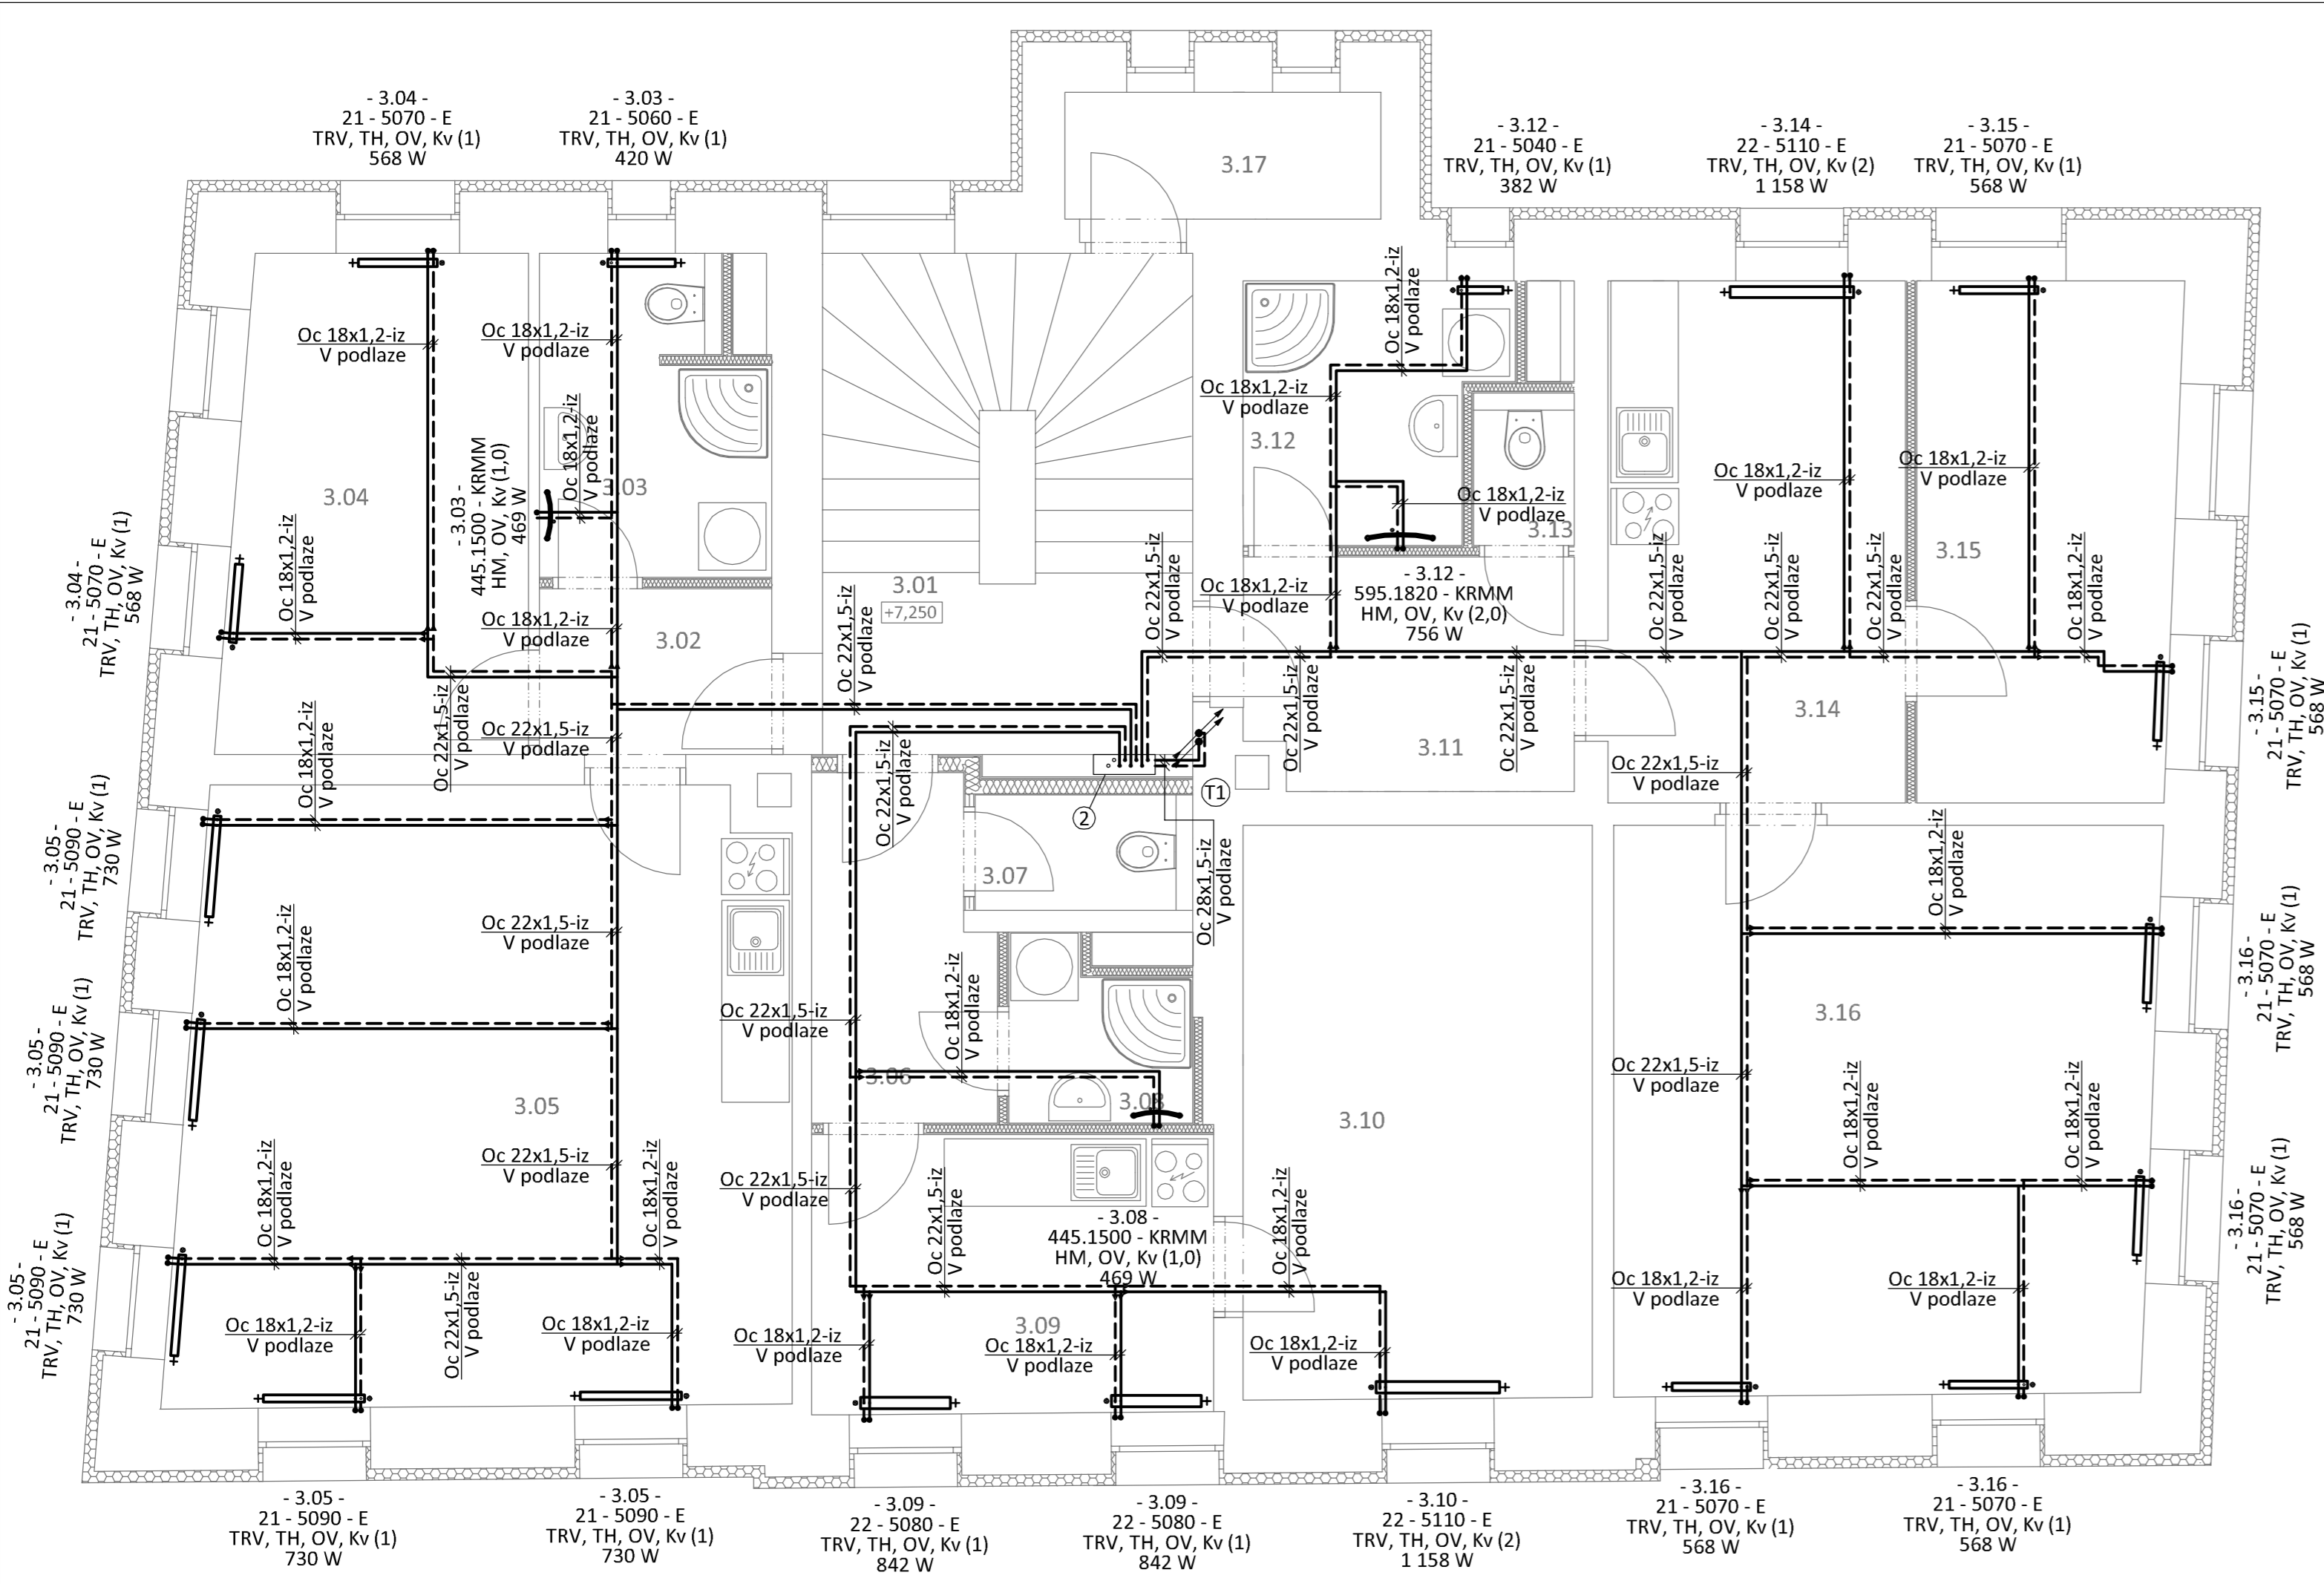 - 3.04 -
21 - 5070 - E
TRV, TH, OV, Kv (1)
568 W
- 3.03 -
21 - 5060 - E
TRV, TH, OV, Kv (1)
420 W
- 3.12 -
21 - 5040 - E
TRV, TH, OV, Kv (1)
382 W
- 3.14 -
22 - 5110 - E
TRV, TH, OV, Kv (2)
1 158 W
- 3.15 -
21 - 5070 - E
TRV, TH, OV, Kv (1)
568 W
3.17
Oc 18x1,2-iz
V podlaze
Oc 18x1,2-iz
V podlaze
Oc 18x1,2-iz
V podlaze
Oc 18x1,2-iz
V podlaze
Oc 18x1,2-iz
V podlaze
3.03
3.04
- 3.03 -
445.1500 - KRMM
HM, OV, Kv (1,0)
469 W
3.12
Oc 18x1,2-iz
V podlaze
3.13
Oc 18x1,2-iz
V podlaze
Oc 18x1,2-iz
V podlaze
3.15
- 3.04 -
21 - 5070 - E
TRV, TH, OV, Kv (1)
568 W
Oc 18x1,2-iz
V podlaze
Oc 18x1,2-iz
V podlaze
3.02
3.01
+7,250
Oc 22x1,5-iz
V podlaze
Oc 22x1,5-iz
V podlaze
Oc 18x1,2-iz
V podlaze
- 3.12 -
595.1820 - KRMM
HM, OV, Kv (2,0)
756 W
Oc 22x1,5-iz
V podlaze
Oc 22x1,5-iz
V podlaze
Oc 22x1,5-iz
V podlaze
Oc 18x1,2-iz
V podlaze
- 3.15 -
21 - 5070 - E
TRV, TH, OV, Kv (1)
568 W
Oc 18x1,2-iz
V podlaze
Oc 22x1,5-iz
V podlaze
Oc 22x1,5-iz
V podlaze
Oc 22x1,5-iz
V podlaze
Oc 22x1,5-iz
V podlaze
3.11
Oc 22x1,5-iz
V podlaze
3.14
Oc 22x1,5-iz
V podlaze
2
T1
- 3.05 -
21 - 5090 - E
TRV, TH, OV, Kv (1)
730 W
3.07
Oc 28x1,5-iz
V podlaze
Oc 18x1,2-iz
V podlaze
- 3.16 -
21 - 5070 - E
TRV, TH, OV, Kv (1)
568 W
Oc 18x1,2-iz
V podlaze
Oc 22x1,5-iz
V podlaze
- 3.05 -
21 - 5090 - E
TRV, TH, OV, Kv (1)
730 W
Oc 22x1,5-iz
V podlaze
Oc 18x1,2-iz
V podlaze
3.16
3.05
3.06
3.08
3.10
Oc 22x1,5-iz
V podlaze
Oc 18x1,2-iz
V podlaze
Oc 18x1,2-iz
V podlaze
Oc 18x1,2-iz
V podlaze
Oc 22x1,5-iz
V podlaze
Oc 18x1,2-iz
V podlaze
Oc 22x1,5-iz
V podlaze
Oc 22x1,5-iz
V podlaze
- 3.08 -
445.1500 - KRMM
HM, OV, Kv (1,0)
469 W
Oc 18x1,2-iz
V podlaze
- 3.16 -
21 - 5070 - E
TRV, TH, OV, Kv (1)
568 W
- 3.05 -
21 - 5090 - E
TRV, TH, OV, Kv (1)
730 W
Oc 18x1,2-iz
V podlaze
Oc 22x1,5-iz
V podlaze
Oc 18x1,2-iz
V podlaze
Oc 18x1,2-iz
V podlaze
3.09
Oc 18x1,2-iz
V podlaze
Oc 18x1,2-iz
V podlaze
Oc 18x1,2-iz
V podlaze
Oc 18x1,2-iz
V podlaze
- 3.05 -
21 - 5090 - E
TRV, TH, OV, Kv (1)
730 W
- 3.05 -
21 - 5090 - E
TRV, TH, OV, Kv (1)
730 W
- 3.09 -
22 - 5080 - E
TRV, TH, OV, Kv (1)
842 W
- 3.09 -
22 - 5080 - E
TRV, TH, OV, Kv (1)
842 W
- 3.10 -
22 - 5110 - E
TRV, TH, OV, Kv (2)
1 158 W
- 3.16 -
21 - 5070 - E
TRV, TH, OV, Kv (1)
568 W
- 3.16 -
21 - 5070 - E
TRV, TH, OV, Kv (1)
568 W